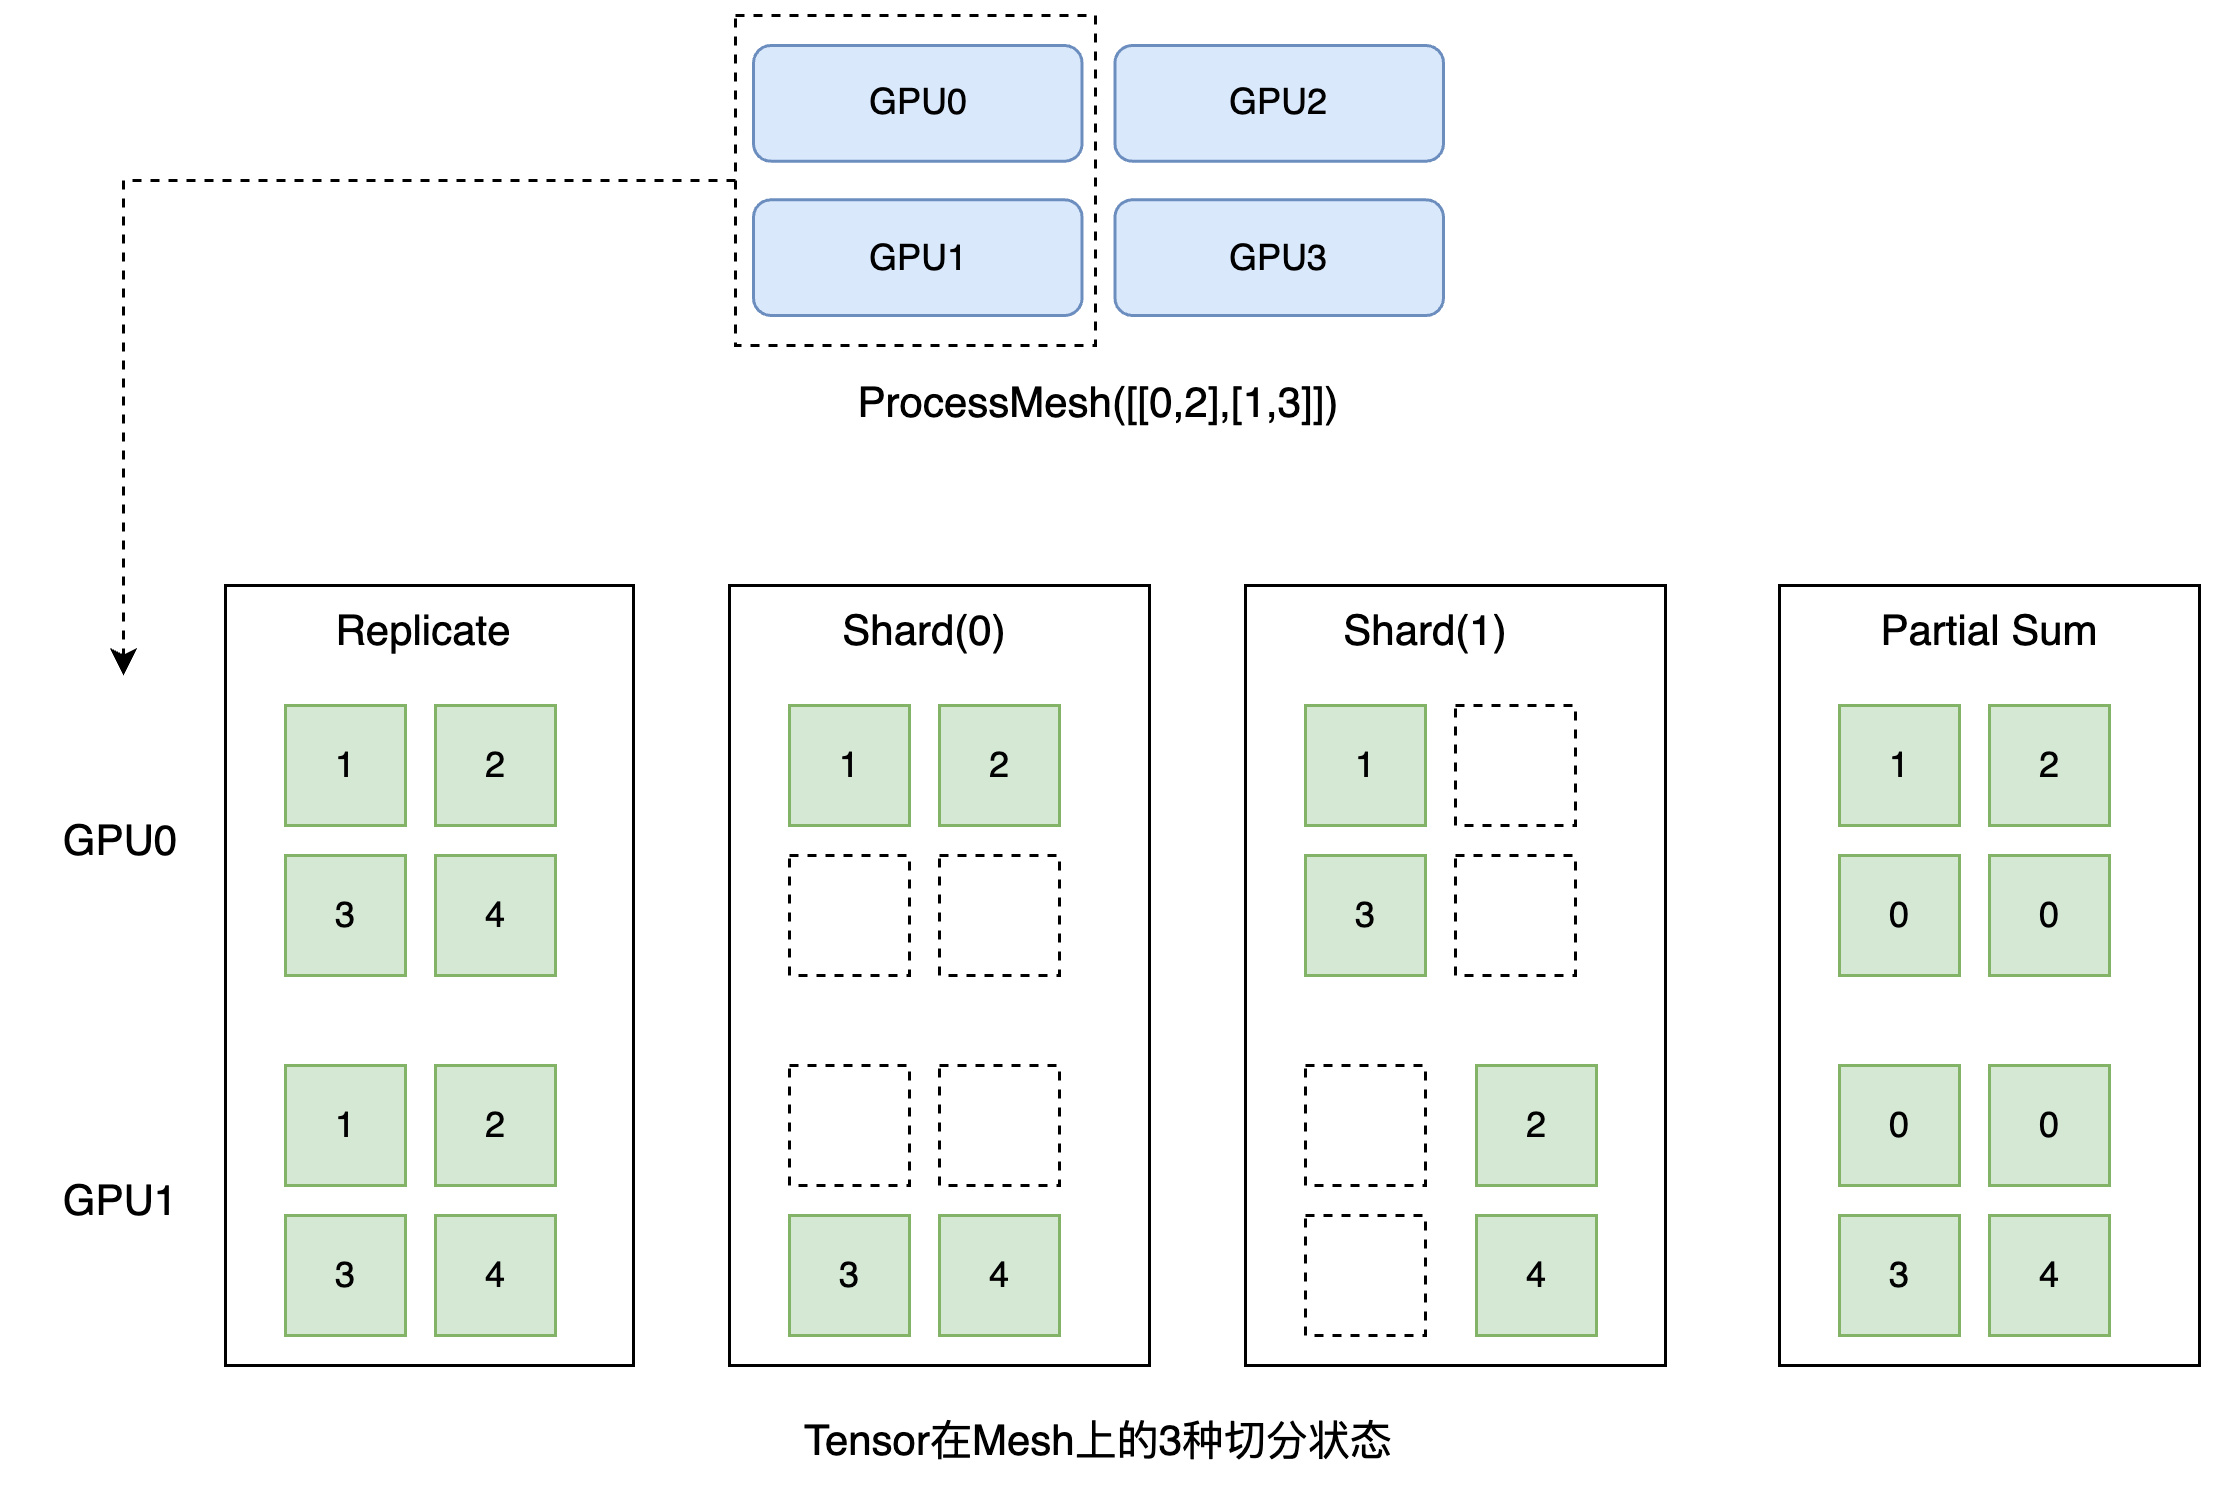 GPU0 GPU2
GPU1 GPU3
ProcessMesh([[0,2],[1,3]])
Replicate Shard(0) Shard(1) Partial Sum
1 2 1 2 1 1 2
GPU0
3 4 3 0 0
1 2 2 0 0
GPU1
3 4 3 4 4 3 4
Tensor在Mesh上的3种切分状态